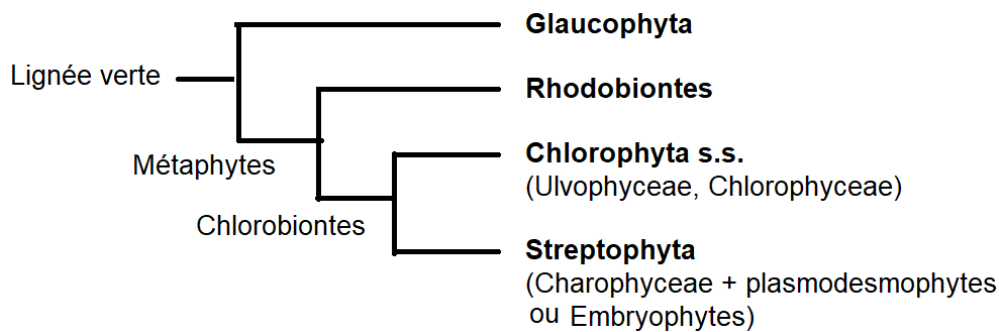 Glaucophyta
Lignée verte
Rhodobiontes
Chlorophyta s.s.
(Ulvophyceae, Chlorophyceae)
Métaphytes
Chlorobiontes
Streptophyta
(Charophyceae + plasmodesmophytes
ou Embryophytes)